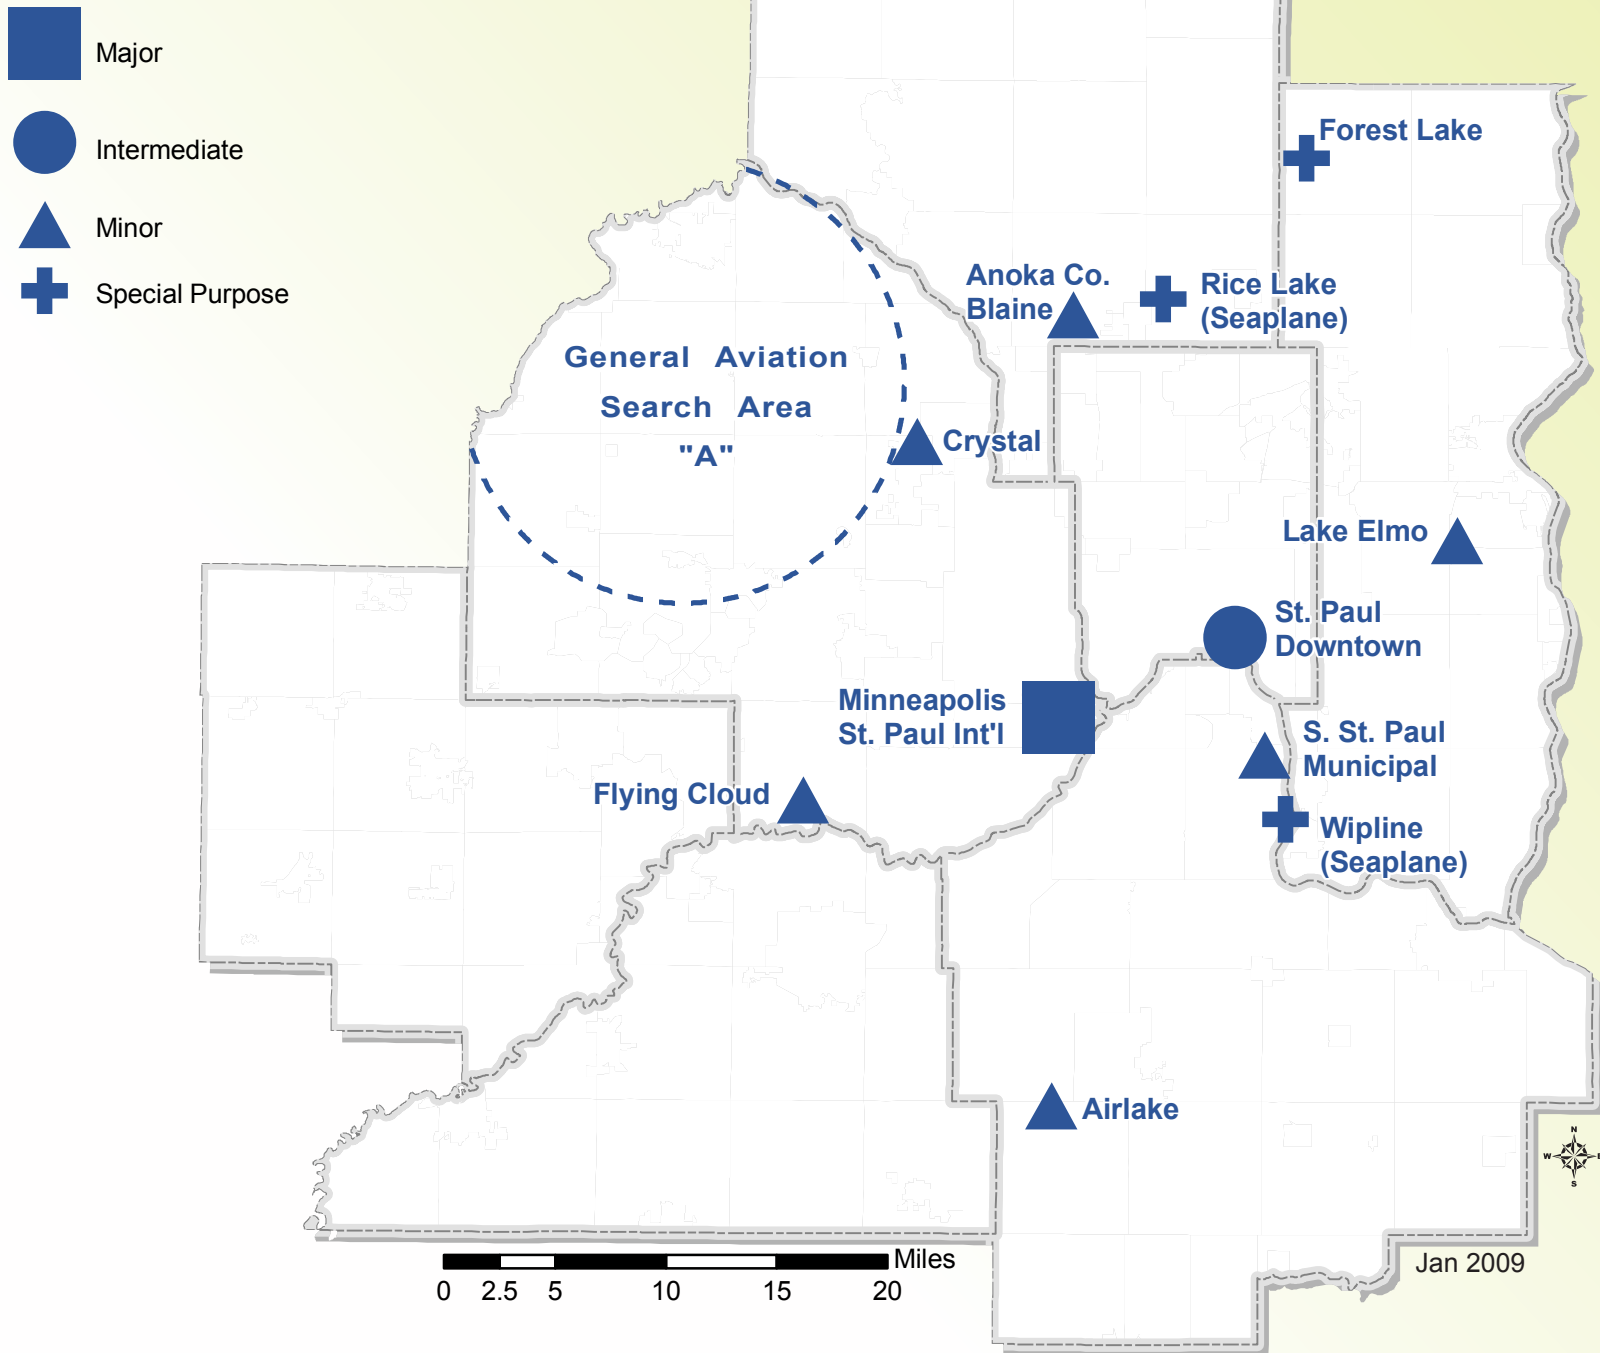 Major
Intermediate
Minor
Special Purpose
Forest Lake
Anoka Co.
Blaine
Rice Lake
(Seaplane)
General Aviation
Search Area
"A"
Crystal
Lake Elmo
St. Paul
Downtown
Minneapolis
St. Paul Int'l
S. St. Paul
Municipal
Flying Cloud
Wipline
(Seaplane)
Airlake
N
W E
S
Miles
0 2.5 5 10 15 20
Jan 2009